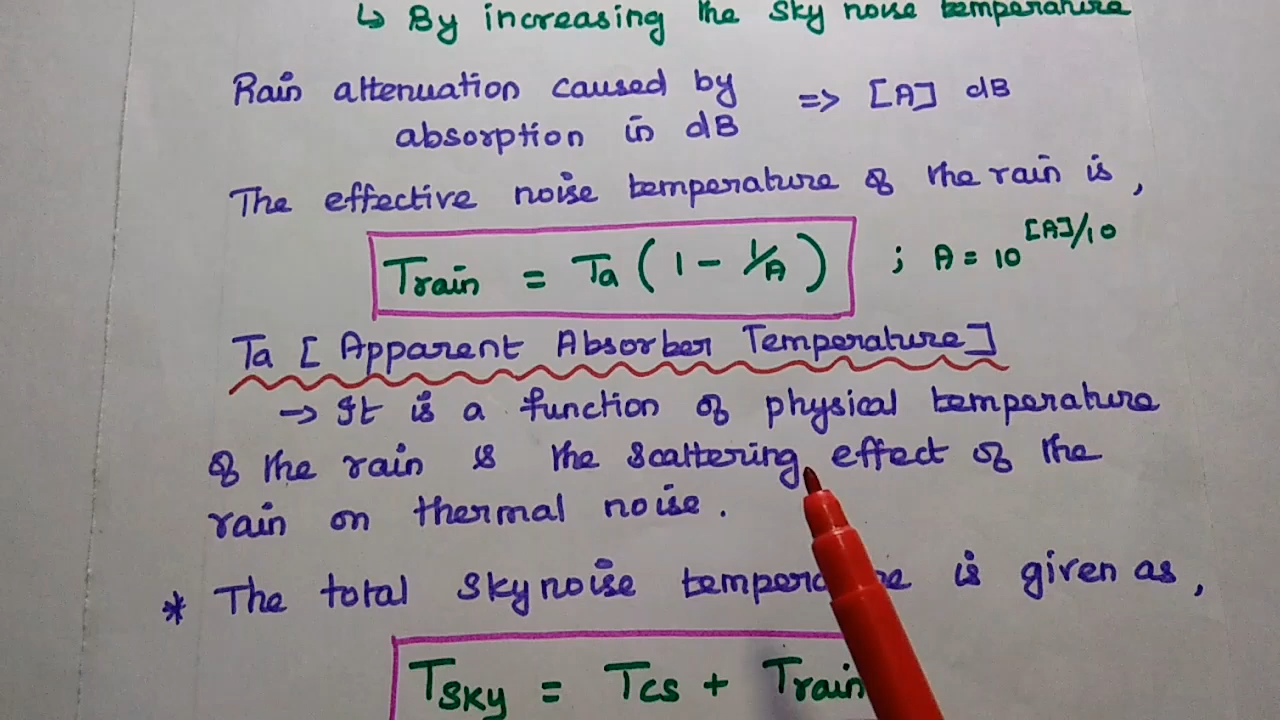 ↳ By increasing the sky noise temperature
Rain attenuation caused by => [A] dB
absorption in dB
The effective noise temperature of the rain is,
Train = Ta (1 - 1/A) ; A = 10^[A]/10
Ta [Apparent Absorber Temperature]
→ It is a function of physical temperature
of the rain & the scattering effect of the
rain on thermal noise.
* The total sky noise temperature is given as,
TSKY = TCS + Train